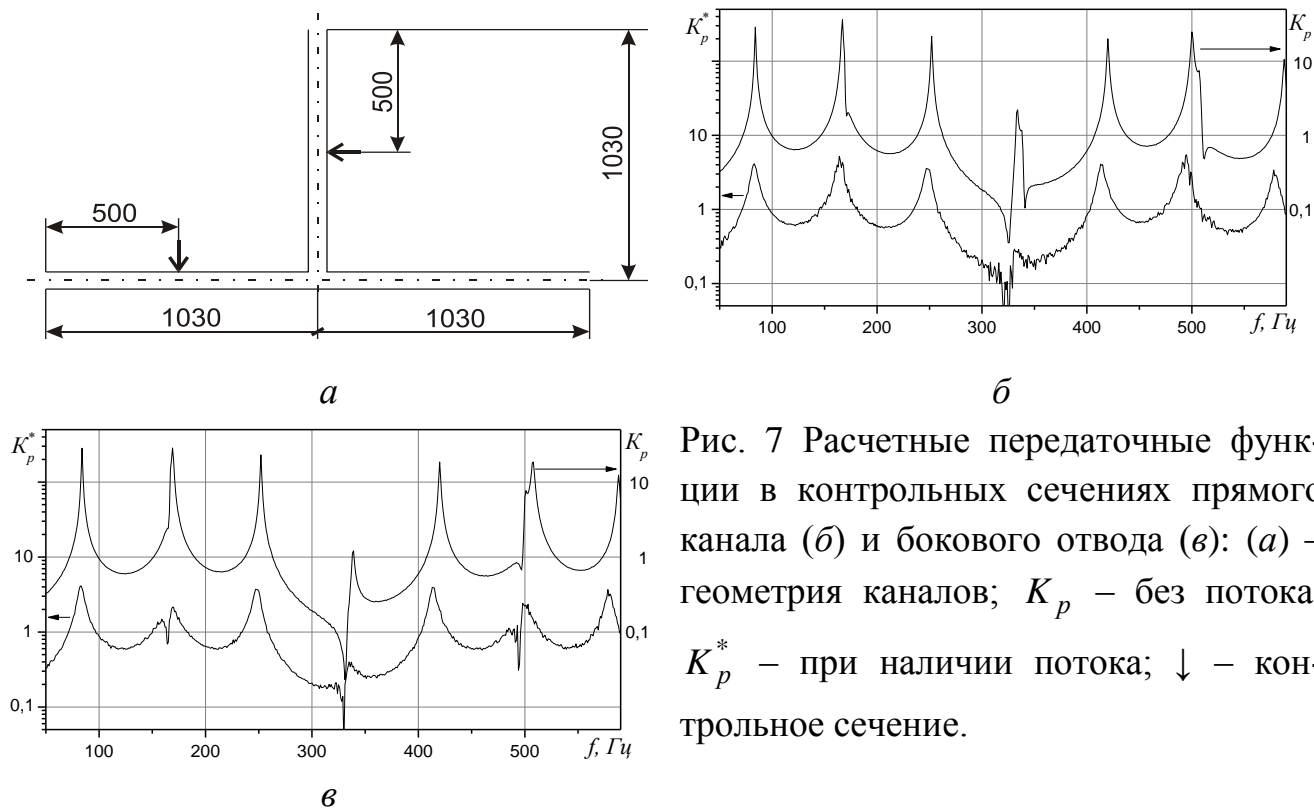 500
500
1030
1030
1030
а
K*p
10
1
0,1
100
200
300
400
500
f, Гц
Kp
10
1
0,1
б
K*p
10
1
0,1
100
200
300
400
500
f, Гц
Kp
10
1
0,1
в
Рис. 7 Расчетные передаточные функ-
ции в контрольных сечениях прямого
канала (б) и бокового отвода (в): (а) –
геометрия каналов; Kp – без потока
K*p – при наличии потока; ↓ – кон-
трольное сечение.